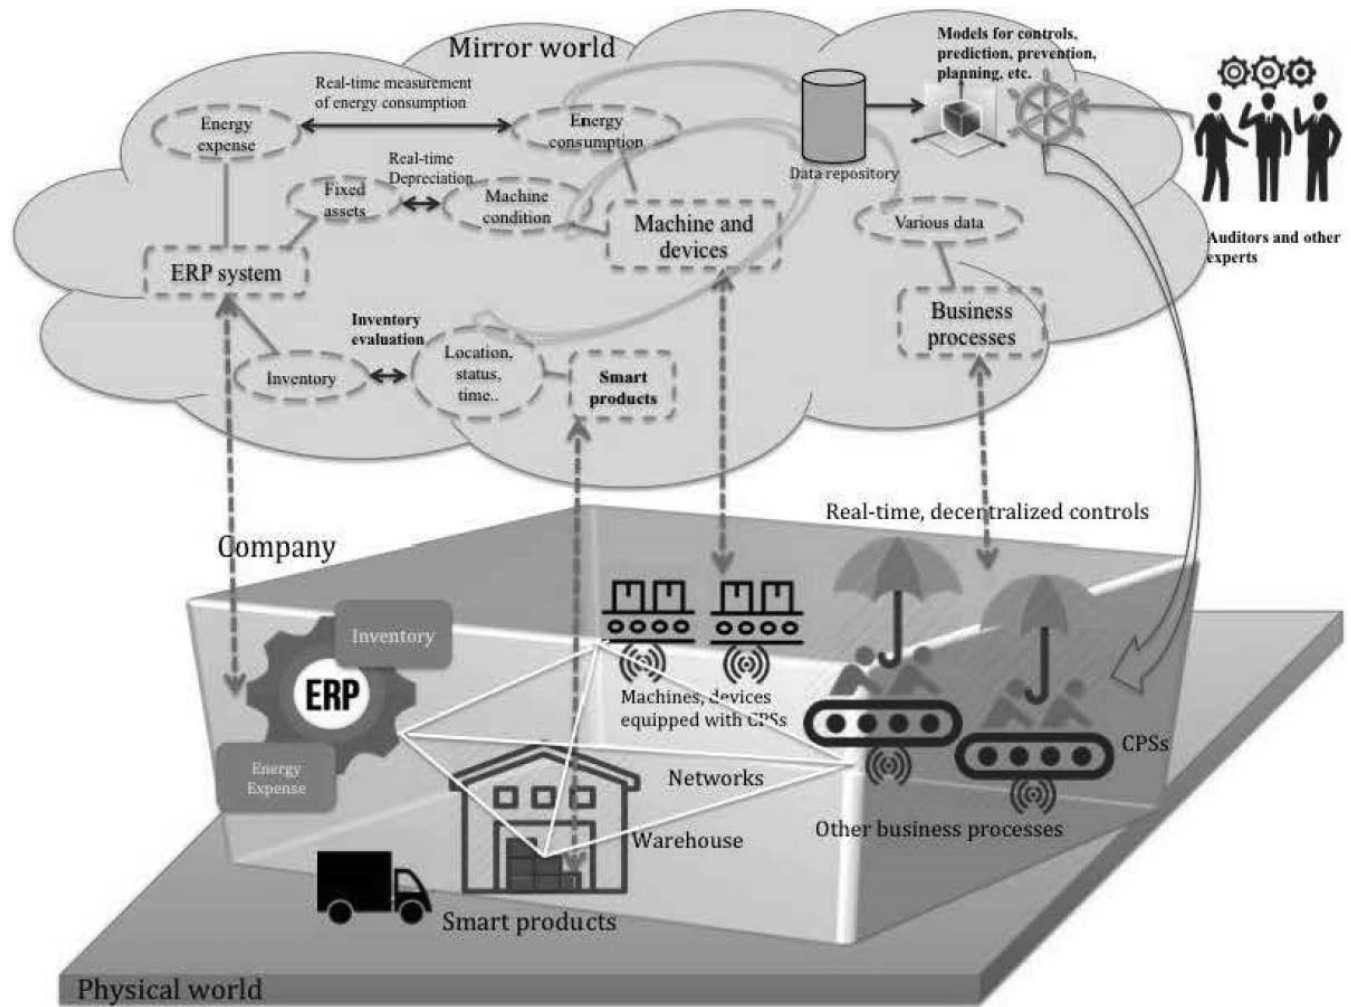 Mirror world
Models for controls,
prediction, prevention,
planning, etc.
Real-time measurement
of energy consumption
Energy
expense
Energy
consumption
Data repository
Real-time
Depreciation
Fixed
assets
Machine
condition
Machine and
devices
Various data
Auditors and other
experts
ERP system
Business
processes
Inventory
evaluation
Inventory
Location,
status,
time..
Smart
products
Real-time, decentralized controls
Company
Inventory
ERP
Energy
Expense
Machines, devices
equipped with CPSs
CPSs
Networks
Other business processes
Warehouse
Smart products
Physical world